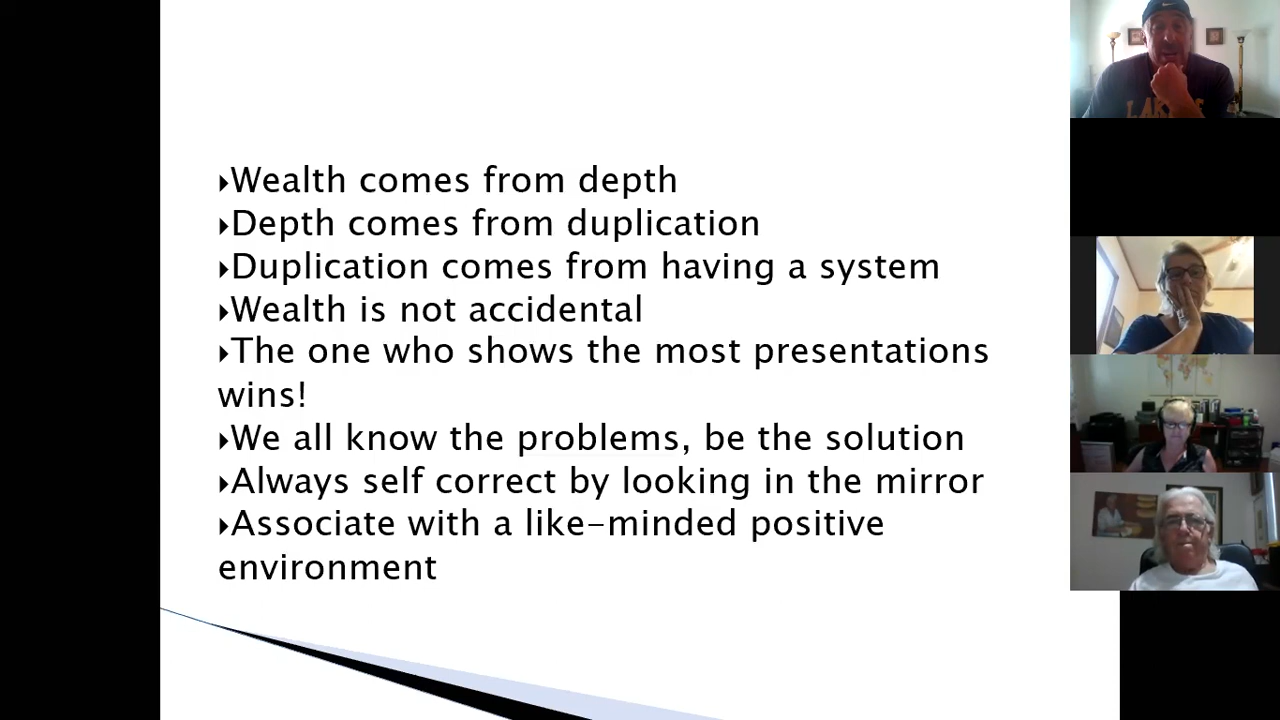 Wealth comes from depth
Depth comes from duplication
Duplication comes from having a system
Wealth is not accidental
The one who shows the most presentations
wins!
We all know the problems, be the solution
Always self correct by looking in the mirror
Associate with a like-minded positive
environment